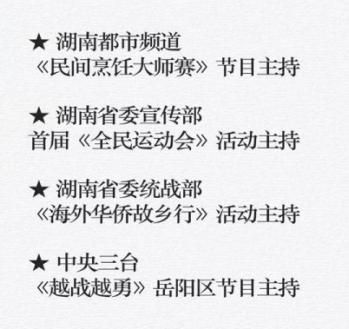 ★ 湖南都市频道
《民间烹饪大师赛》节目主持
★ 湖南省委宣传部
首届《全民运动会》活动主持
★ 湖南省委统战部
《海外华侨故乡行》活动主持
★ 中央三台
《越战越勇》岳阳区节目主持